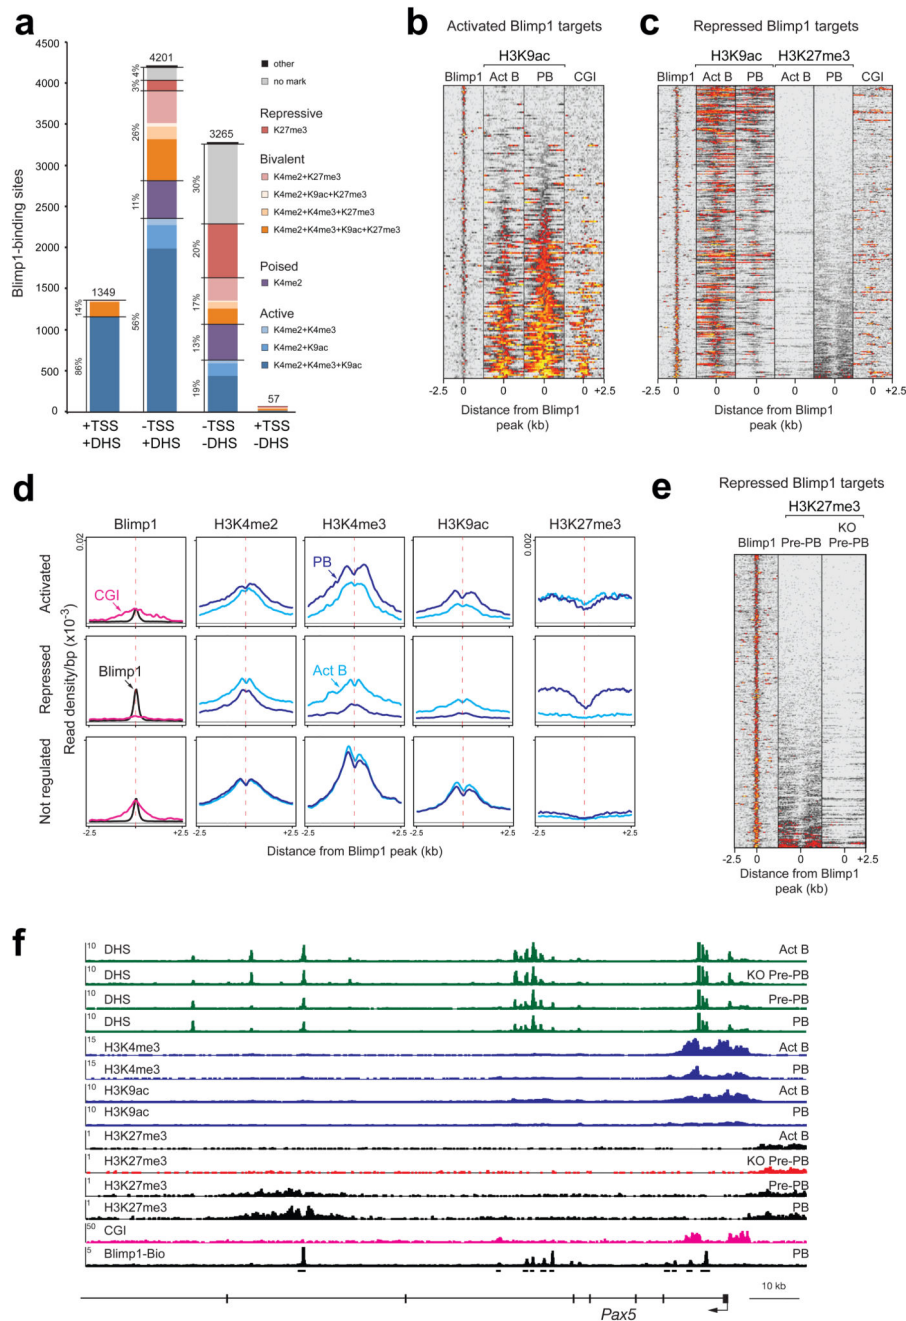 a
4500
4000
3500
3000
2500
2000
1500
1000
500
0
Blimp1-binding sites
1349
14%
86%
4201
4%
3%
26%
11%
56%
3265
30%
20%
17%
13%
19%
57
+TSS +DHS
-TSS +DHS
-TSS -DHS
+TSS -DHS
other
no mark
Repressive
K27me3
Bivalent
K4me2+K27me3
K4me2+K9ac+K27me3
K4me2+K4me3+K27me3
K4me2+K4me3+K9ac+K27me3
Poised
K4me2
Active
K4me2+K4me3
K4me2+K9ac
K4me2+K4me3+K9ac
b
Activated Blimp1 targets
H3K9ac
Blimp1 Act B PB CGI
-2.5 0 0 0 0 +2.5
Distance from Blimp1
peak (kb)
c
Repressed Blimp1 targets
H3K9ac H3K27me3
Blimp1 Act B PB Act B PB CGI
-2.5 0 0 0 0 0 0 +2.5
Distance from Blimp1
peak (kb)
d
Blimp1 H3K4me2 H3K4me3 H3K9ac H3K27me3
0.02
0.002
Activated
Repressed
Not regulated
Read density/bp (x10⁻³)
CGI
PB
Blimp1
Act B
-2.5 +2.5 -2.5 +2.5 -2.5 +2.5 -2.5 +2.5 -2.5 +2.5
Distance from Blimp1 peak (kb)
e
Repressed Blimp1 targets
H3K27me3
KO
Blimp1 Pre-PB Pre-PB
-2.5 0 0 0 +2.5
Distance from Blimp1
peak (kb)
f
10 DHS Act B
10 DHS KO Pre-PB
10 DHS Pre-PB
10 DHS PB
15 H3K4me3 Act B
15 H3K4me3 PB
10 H3K9ac Act B
10 H3K9ac PB
1 H3K27me3 Act B
1 H3K27me3 KO Pre-PB
1 H3K27me3 Pre-PB
1 H3K27me3 PB
50 CGI
5 Blimp1-Bio PB
10 kb
Pax5